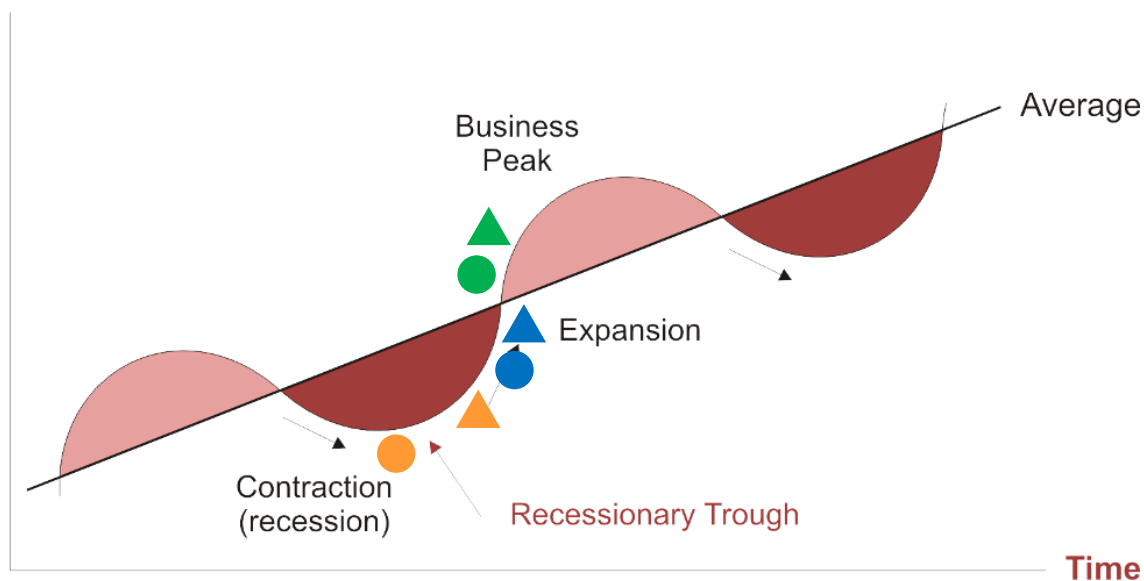 Average
Business
Peak
Expansion
Contraction
(recession)
Recessionary Trough
Time